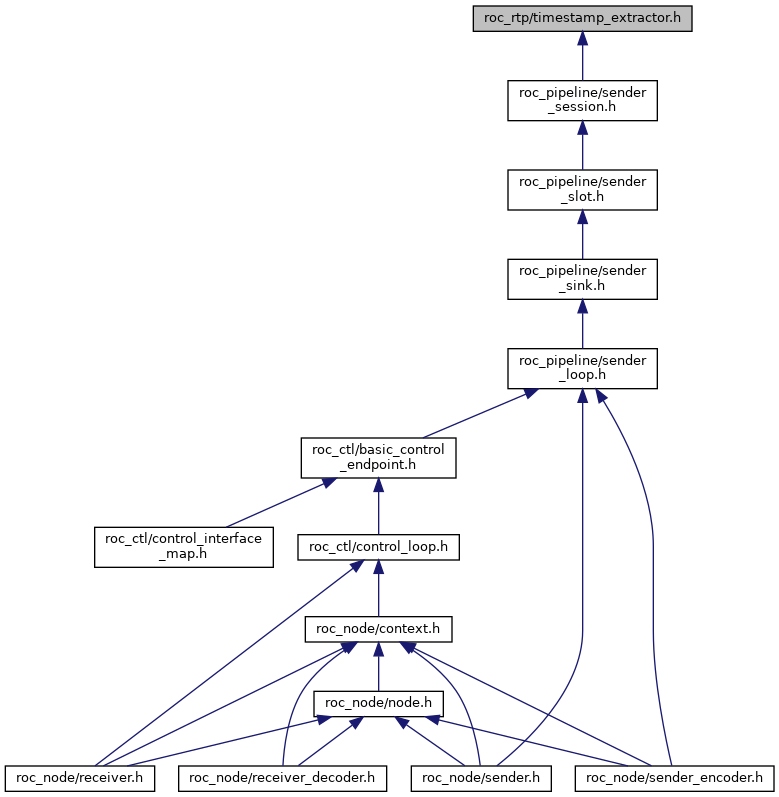 roc_rtp/timestamp_extractor.h
roc_pipeline/sender
_session.h
roc_pipeline/sender
_slot.h
roc_pipeline/sender
_sink.h
roc_pipeline/sender
_loop.h
roc_ctl/basic_control
_endpoint.h
roc_ctl/control_interface
_map.h
roc_ctl/control_loop.h
roc_node/context.h
roc_node/node.h
roc_node/receiver.h
roc_node/receiver_decoder.h
roc_node/sender.h
roc_node/sender_encoder.h